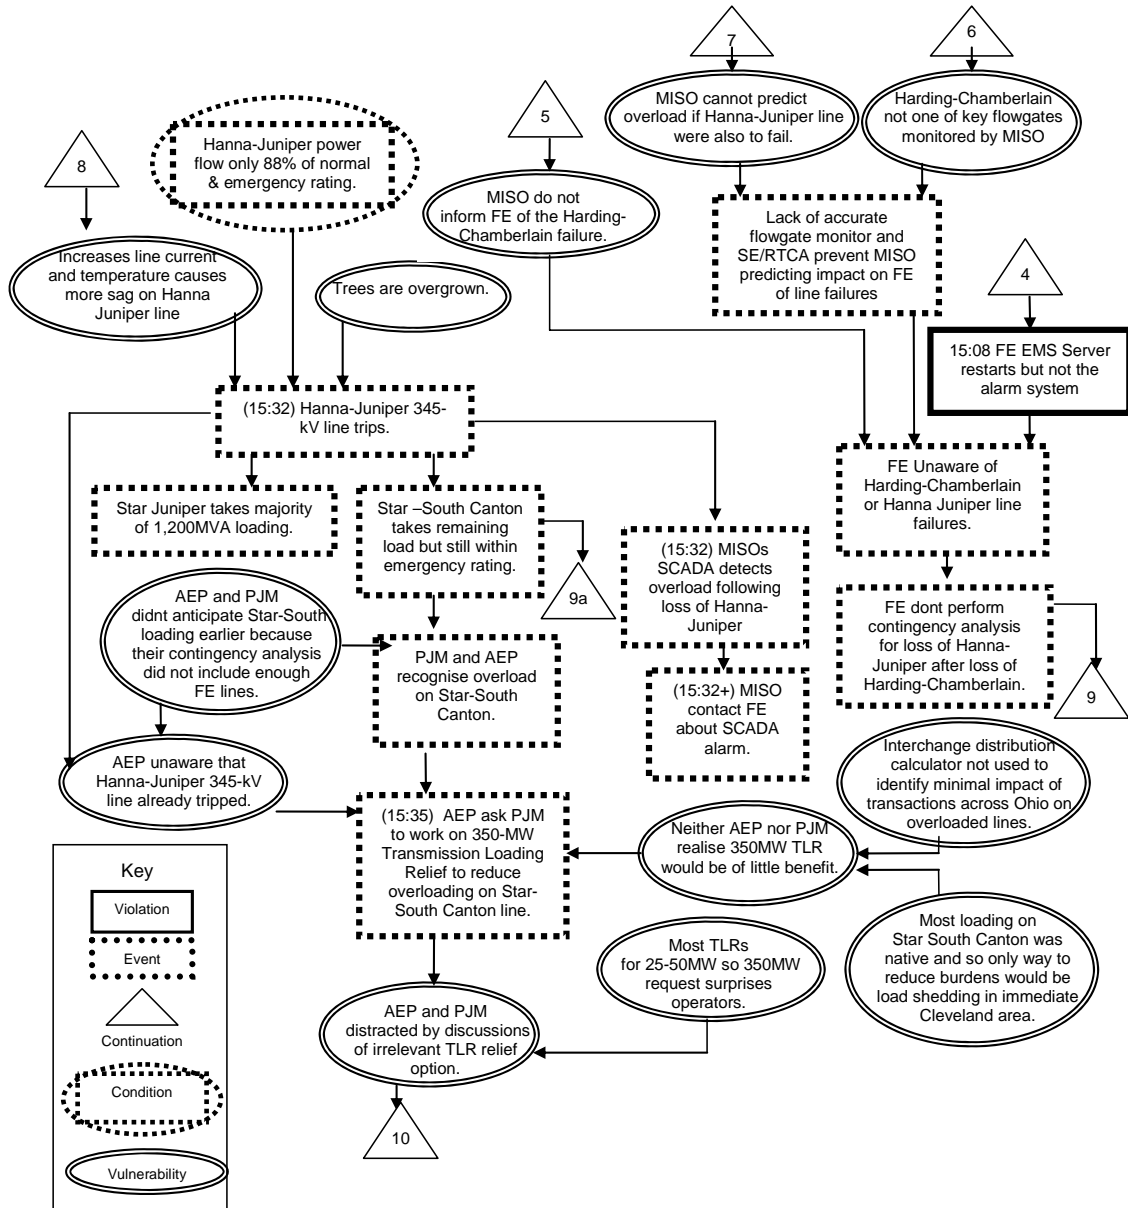 7
6
MISO cannot predict
overload if Hanna-Juniper line
were also to fail.
Harding-Chamberlain
not one of key flowgates
monitored by MISO
5
Hanna-Juniper power
flow only 88% of normal
& emergency rating.
8
MISO do not
inform FE of the Harding-
Chamberlain failure.
Lack of accurate
flowgate monitor and
SE/RTCA prevent MISO
predicting impact on FE
of line failures
Increases line current
and temperature causes
more sag on Hanna
Juniper line
Trees are overgrown.
4
15:08 FE EMS Server
restarts but not the
alarm system
(15:32) Hanna-Juniper 345-
kV line trips.
FE Unaware of
Harding-Chamberlain
or Hanna Juniper line
failures.
Star Juniper takes majority
of 1,200MVA loading.
Star –South Canton
takes remaining
load but still within
emergency rating.
9a
(15:32) MISOs
SCADA detects
overload following
loss of Hanna-
Juniper
AEP and PJM
didnt anticipate Star-South
loading earlier because
their contingency analysis
did not include enough
FE lines.
FE dont perform
contingency analysis
for loss of Hanna-
Juniper after loss of
Harding-Chamberlain.
9
PJM and AEP
recognise overload
on Star-South
Canton.
(15:32+) MISO
contact FE
about SCADA
alarm.
AEP unaware that
Hanna-Juniper 345-kV
line already tripped.
Interchange distribution
calculator not used to
identify minimal impact of
transactions across Ohio on
overloaded lines.
(15:35) AEP ask PJM
to work on 350-MW
Transmission Loading
Relief to reduce
overloading on Star-
South Canton line.
Neither AEP nor PJM
realise 350MW TLR
would be of little benefit.
Most loading on
Star South Canton was
native and so only way to
reduce burdens would be
load shedding in immediate
Cleveland area.
Most TLRs
for 25-50MW so 350MW
request surprises
operators.
AEP and PJM
distracted by discussions
of irrelevant TLR relief
option.
10
Key
Violation
Event
Continuation
Condition
Vulnerability